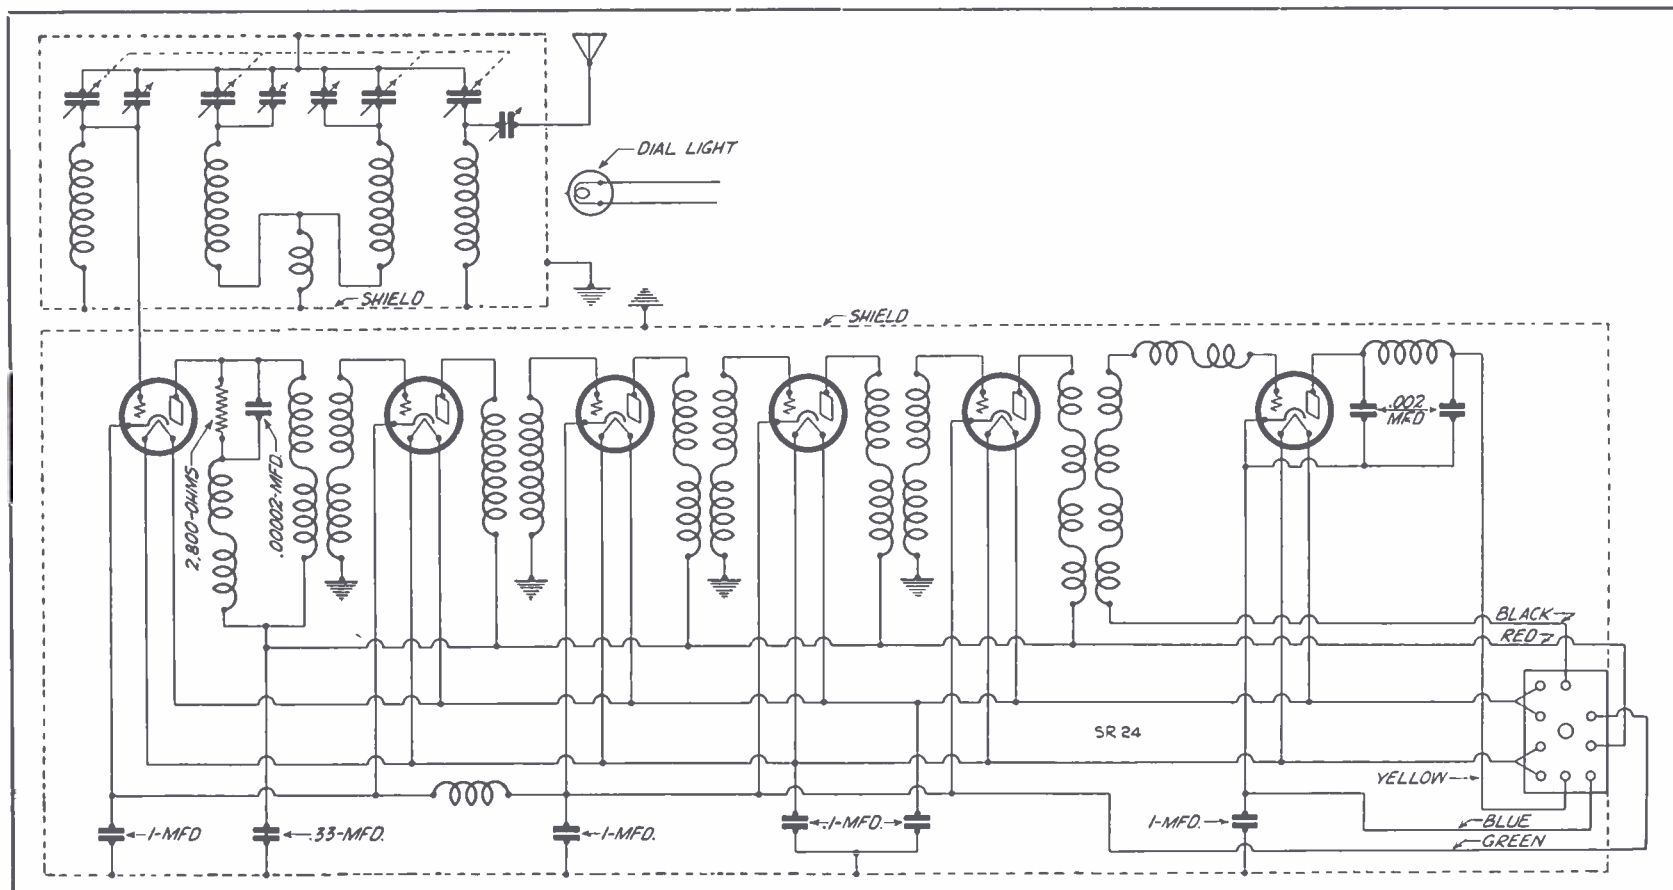 DIAL LIGHT
SHIELD
SHIELD
2,800-OHMS
.00002-MFD.
.002
MFD
BLACK
RED
SR 24
YELLOW
1-MFD
.33-MFD.
1-MFD.
.1-MFD.
1-MFD.
BLUE
GREEN